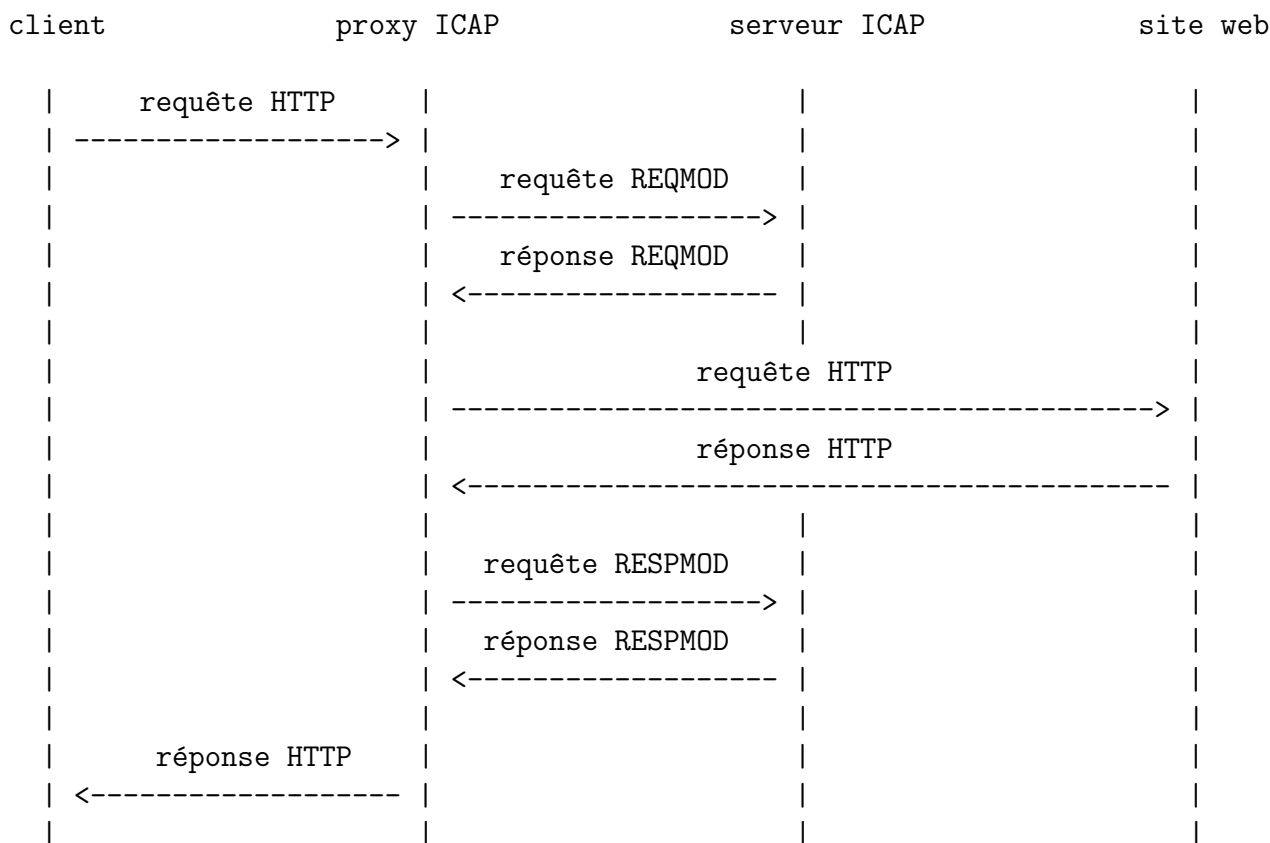 client proxy ICAP serveur ICAP site web
requête HTTP
requête REQMOD
réponse REQMOD
requête HTTP
réponse HTTP
requête RESPMOD
réponse RESPMOD
réponse HTTP